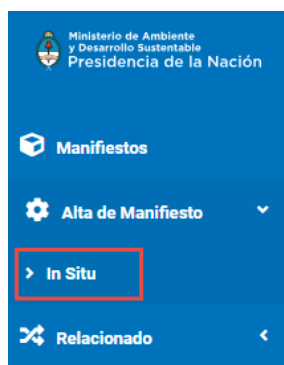 Ministerio de Ambiente
y Desarrollo Sustentable
Presidencia de la Nación
Manifiestos
Alta de Manifiesto
In Situ
Relacionado